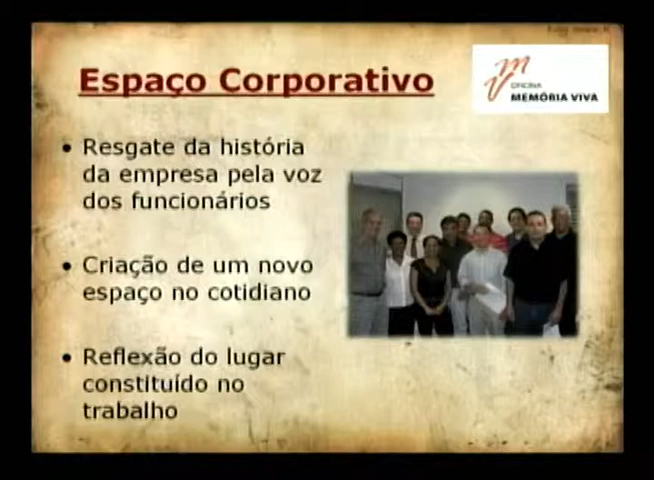 Espaço Corporativo
OFICINA
MEMÓRIA VIVA
• Resgate da história
da empresa pela voz
dos funcionários
• Criação de um novo
espaço no cotidiano
• Reflexão do lugar
constituído no
trabalho